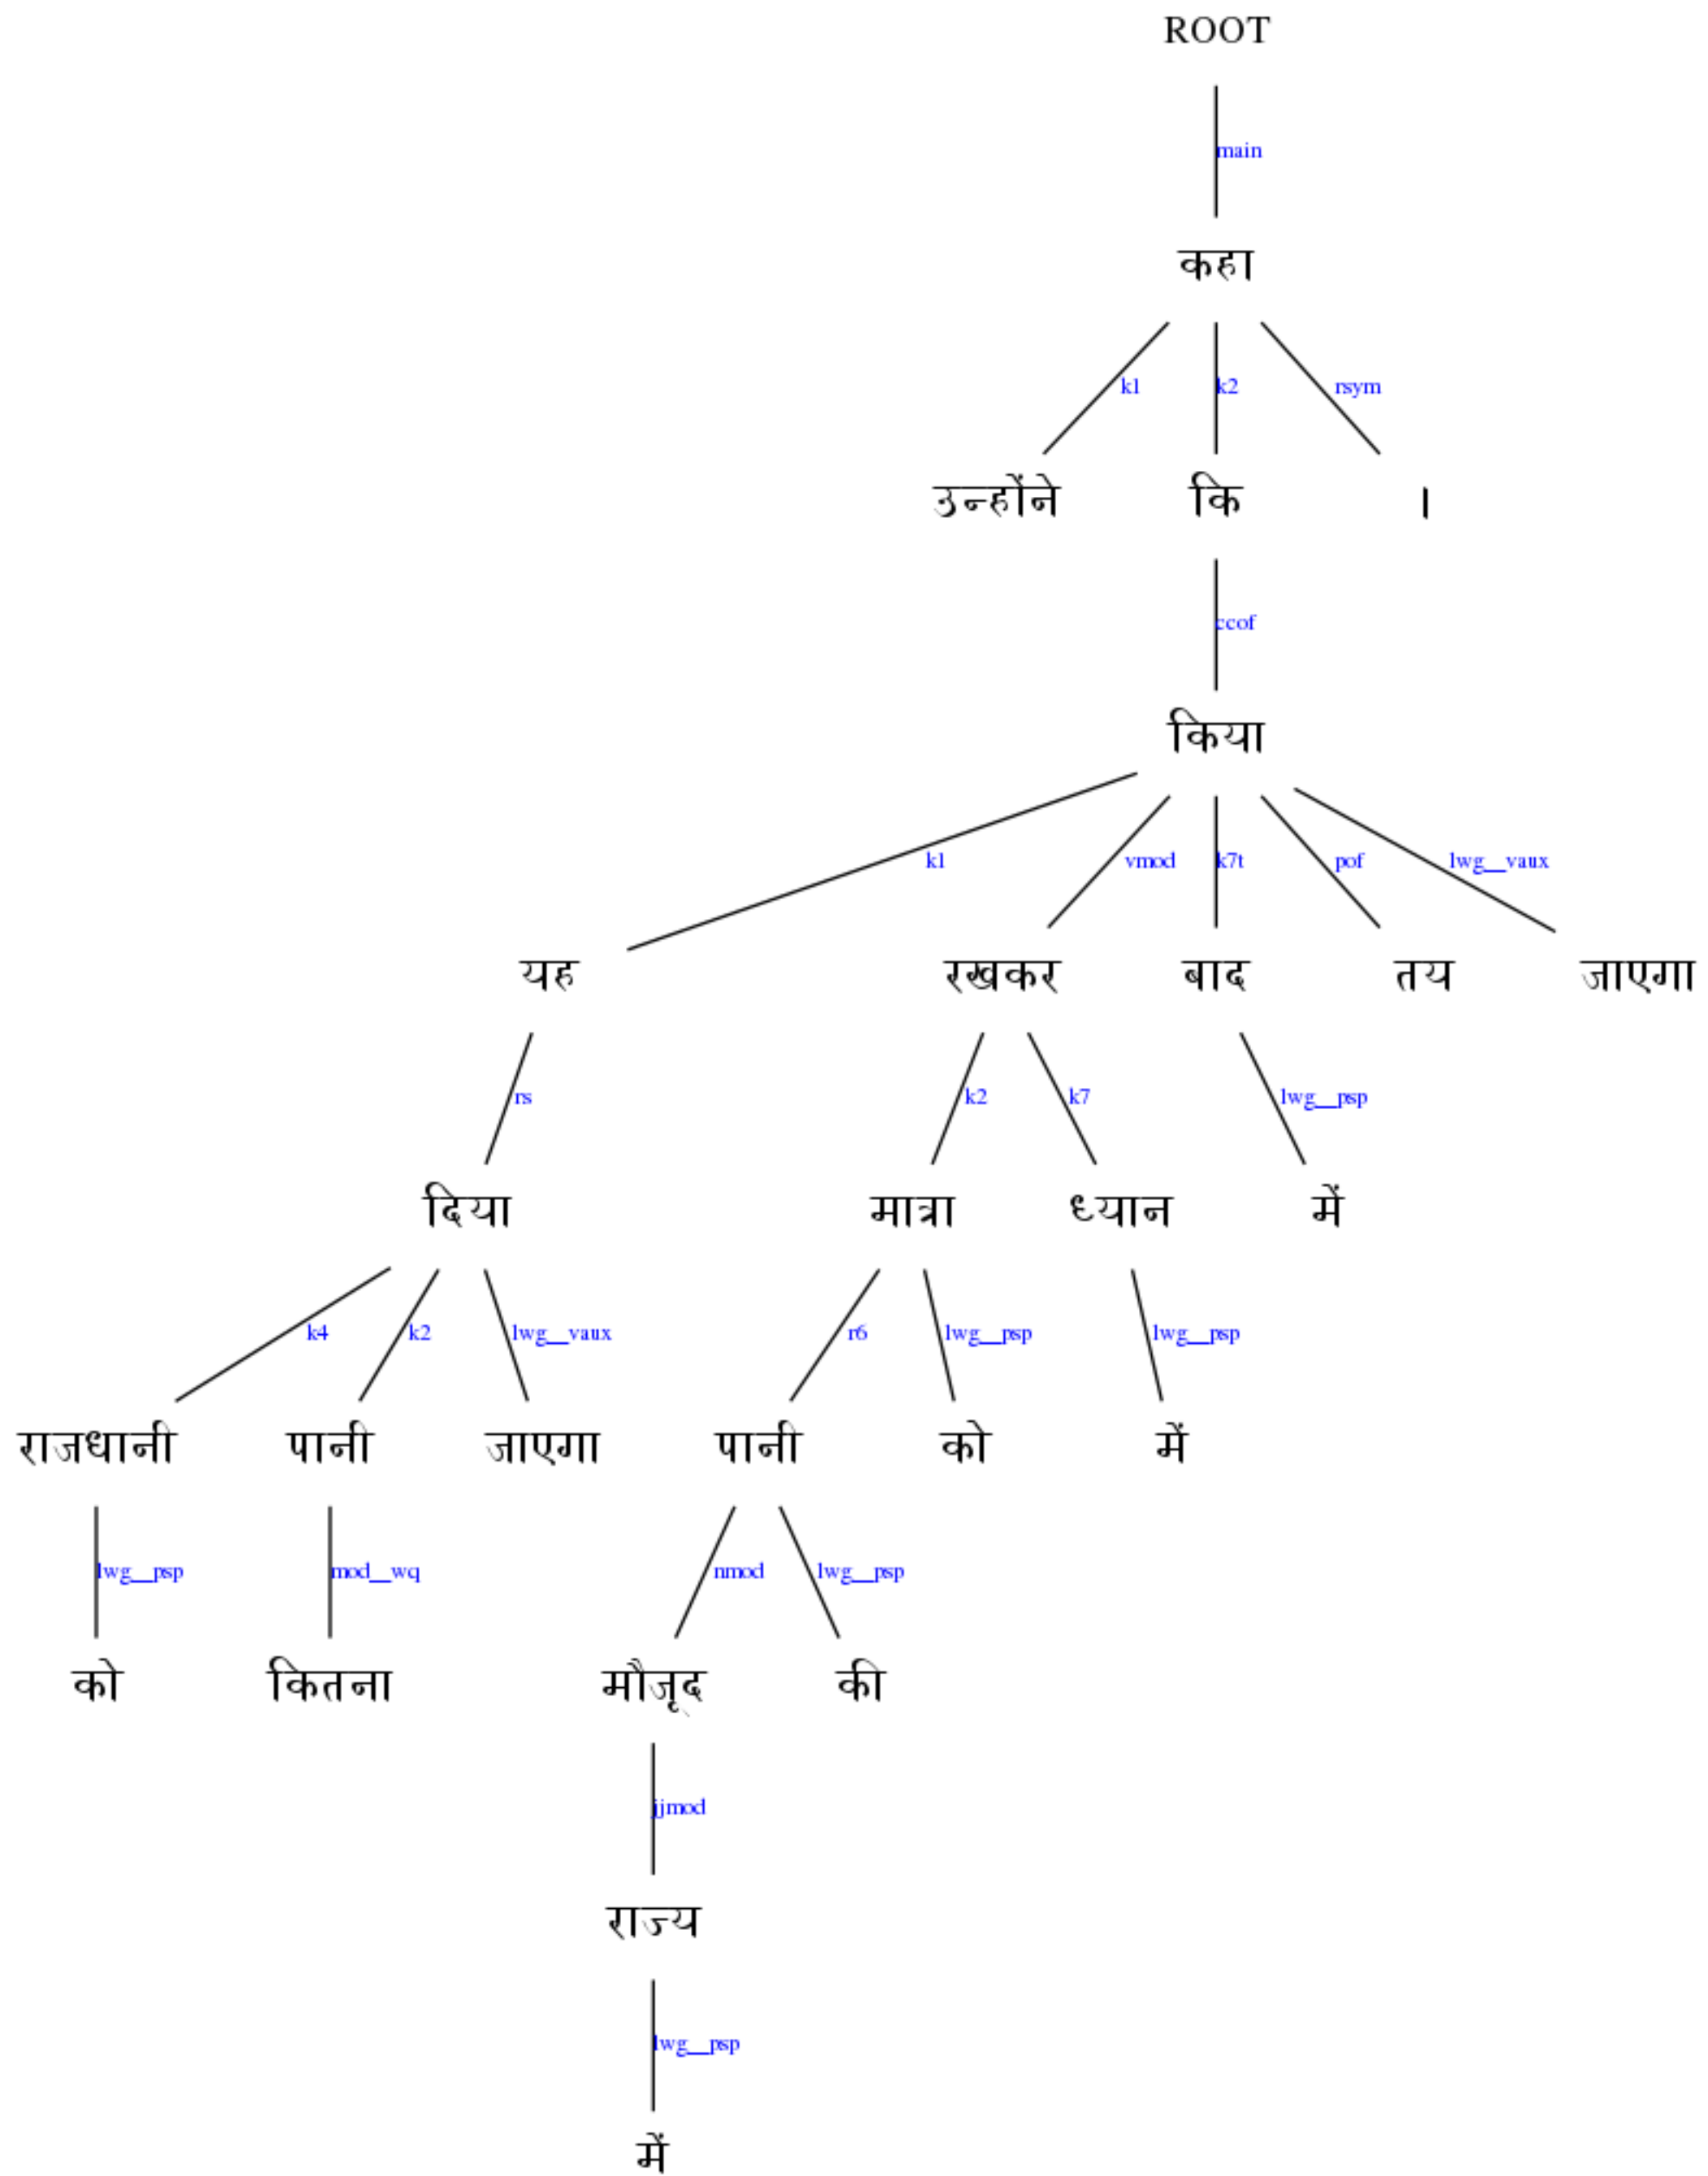 ROOT
main
कहा
k1 k2 rsym
उन्होंने कि ।
ccof
किया
k1 vmod k7t pof lwg__vaux
यह रखकर बाद तय जाएगा
rs k2 k7 lwg__psp
दिया मात्रा ध्यान में
k4 k2 lwg__vaux r6 lwg__psp lwg__psp
राजधानी पानी जाएगा पानी को में
lwg__psp mod__wq nmod lwg__psp
को कितना मौजूद की
jjmod
राज्य
lwg__psp
में